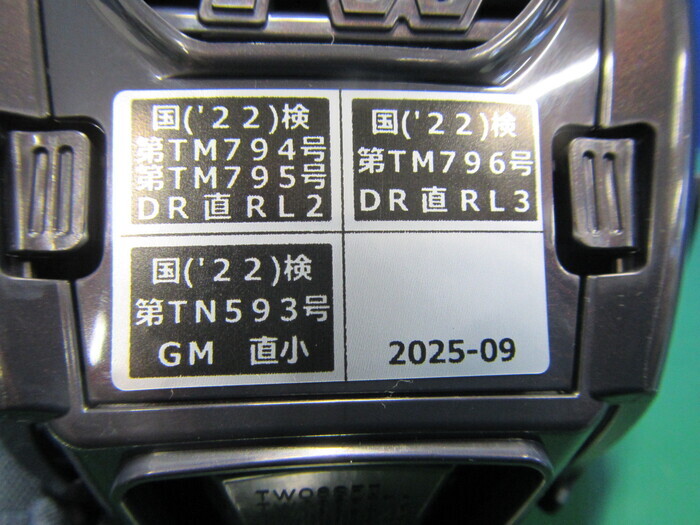 国('22)検
第TM794号
第TM795号
DR直RL2
国('22)検
第TM796号
DR直RL3
国('22)検
第TN593号
GM 直小
2025-09